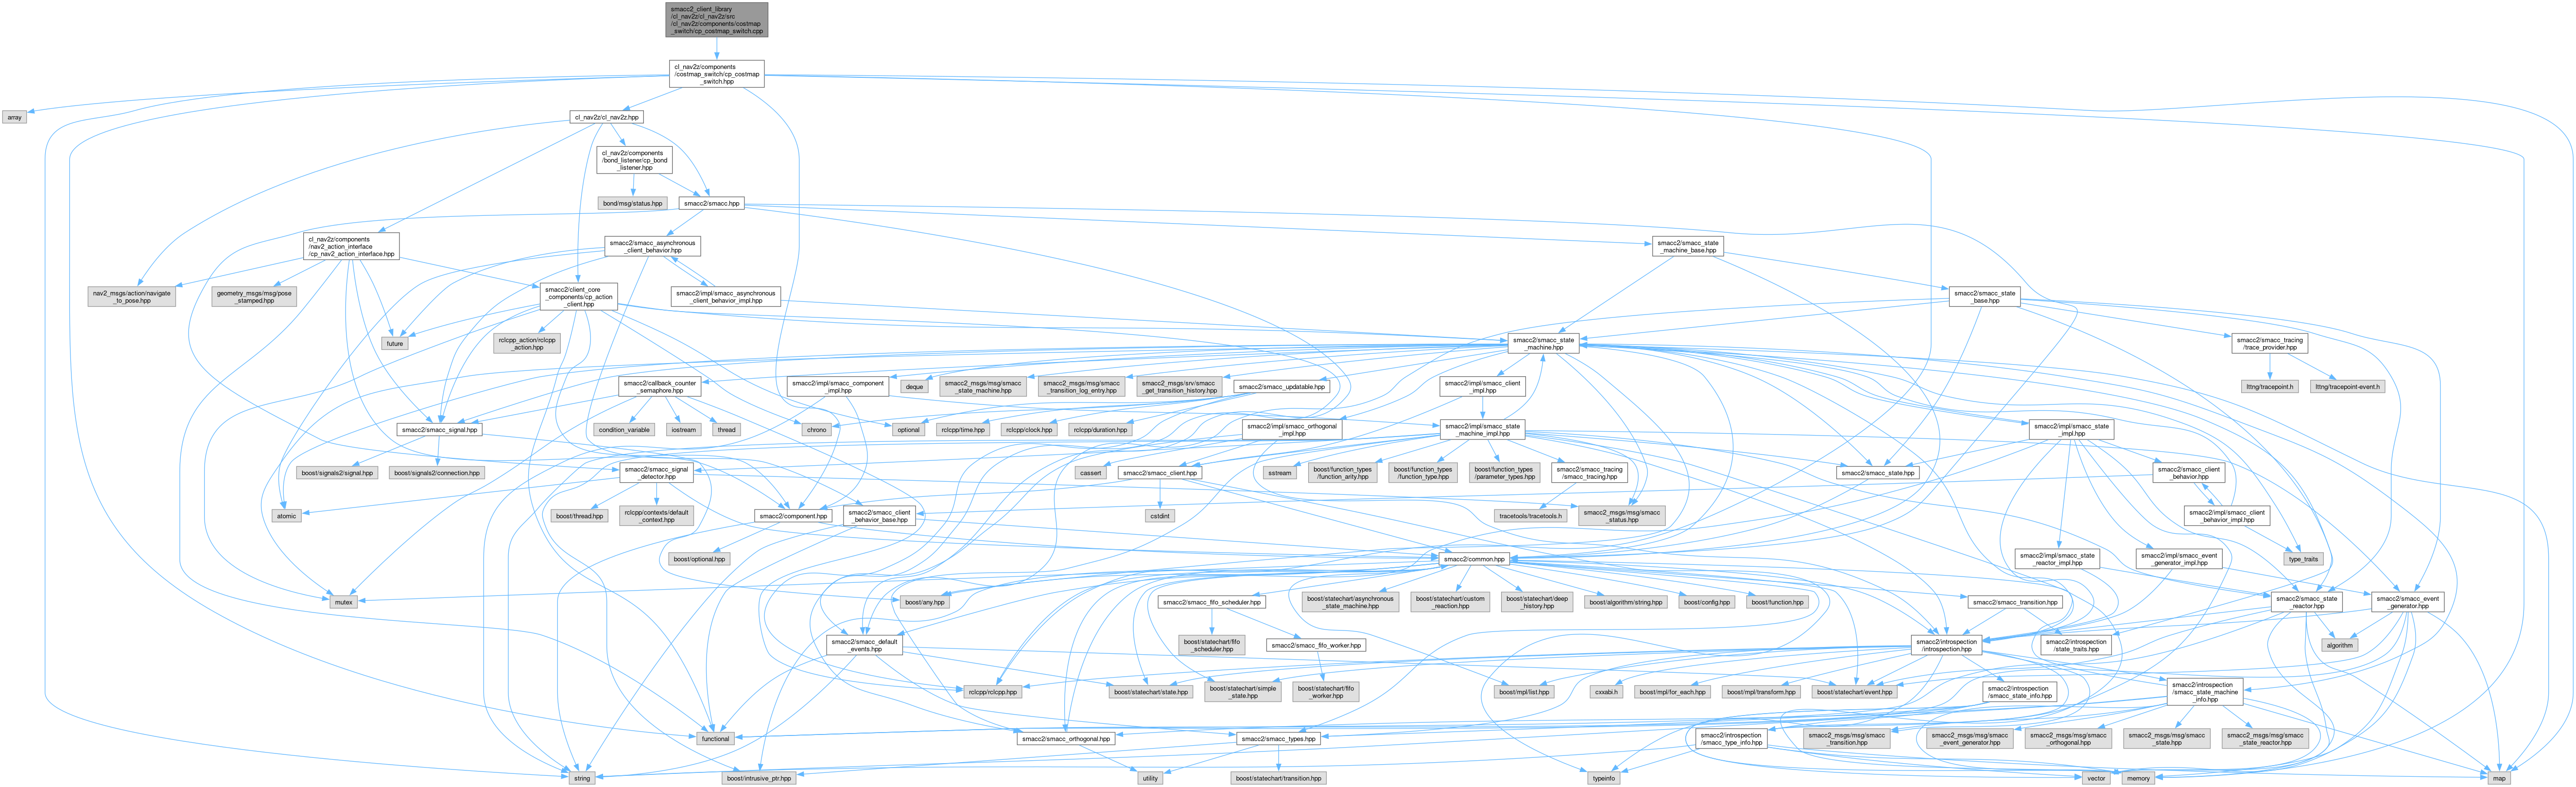 smacc2_client_library
/cl_nav2z/cl_nav2z/src
/cl_nav2z/components/costmap
_switch/cp_costmap_switch.cpp
cl_nav2z/components
/costmap_switch/cp_costmap
_switch.hpp
array
cl_nav2z/cl_nav2z.hpp
cl_nav2z/components
/bond_listener/cp_bond
_listener.hpp
bond/msg/status.hpp
smacc2/smacc.hpp
cl_nav2z/components
/nav2_action_interface
/cp_nav2_action_interface.hpp
smacc2/smacc_asynchronous
_client_behavior.hpp
smacc2/smacc_state
_machine_base.hpp
nav2_msgs/action/navigate
_to_pose.hpp
geometry_msgs/msg/pose
_stamped.hpp
smacc2/client_core
_components/cp_action
_client.hpp
smacc2/impl/smacc_asynchronous
_client_behavior_impl.hpp
smacc2/smacc_state
_base.hpp
future
rclcpp_action/rclcpp
_action.hpp
smacc2/smacc_state
_machine.hpp
smacc2/smacc_tracing
/trace_provider.hpp
smacc2/callback_counter
_semaphore.hpp
smacc2/impl/smacc_component
_impl.hpp
deque
smacc2_msgs/msg/smacc
_state_machine.hpp
smacc2_msgs/msg/smacc
_transition_log_entry.hpp
smacc2_msgs/srv/smacc
_get_transition_history.hpp
smacc2/smacc_updatable.hpp
smacc2/impl/smacc_client
_impl.hpp
lttng/tracepoint.h
lttng/tracepoint-event.h
smacc2/smacc_signal.hpp
condition_variable
iostream
thread
chrono
optional
rclcpp/time.hpp
rclcpp/clock.hpp
rclcpp/duration.hpp
smacc2/impl/smacc_orthogonal
_impl.hpp
smacc2/impl/smacc_state
_machine_impl.hpp
smacc2/impl/smacc_state
_impl.hpp
boost/signals2/signal.hpp
boost/signals2/connection.hpp
smacc2/smacc_signal
_detector.hpp
cassert
smacc2/smacc_client.hpp
sstream
boost/function_types
/function_arity.hpp
boost/function_types
/function_type.hpp
boost/function_types
/parameter_types.hpp
smacc2/smacc_tracing
/smacc_tracing.hpp
smacc2/smacc_state.hpp
smacc2/smacc_client
_behavior.hpp
atomic
boost/thread.hpp
rclcpp/contexts/default
_context.hpp
smacc2/component.hpp
smacc2/smacc_client
_behavior_base.hpp
cstdint
tracetools/tracetools.h
smacc2_msgs/msg/smacc
_status.hpp
smacc2/impl/smacc_client
_behavior_impl.hpp
boost/optional.hpp
smacc2/common.hpp
smacc2/impl/smacc_state
_reactor_impl.hpp
smacc2/impl/smacc_event
_generator_impl.hpp
type_traits
mutex
boost/any.hpp
smacc2/smacc_fifo_scheduler.hpp
boost/statechart/asynchronous
_state_machine.hpp
boost/statechart/custom
_reaction.hpp
boost/statechart/deep
_history.hpp
boost/algorithm/string.hpp
boost/config.hpp
boost/function.hpp
smacc2/smacc_transition.hpp
smacc2/smacc_state
_reactor.hpp
smacc2/smacc_event
_generator.hpp
smacc2/smacc_default
_events.hpp
boost/statechart/fifo
_scheduler.hpp
smacc2/smacc_fifo_worker.hpp
smacc2/introspection
/introspection.hpp
smacc2/introspection
/state_traits.hpp
algorithm
rclcpp/rclcpp.hpp
boost/statechart/state.hpp
boost/statechart/simple
_state.hpp
boost/statechart/fifo
_worker.hpp
boost/mpl/list.hpp
cxxabi.h
boost/mpl/for_each.hpp
boost/mpl/transform.hpp
boost/statechart/event.hpp
smacc2/introspection
/smacc_state_info.hpp
smacc2/introspection
/smacc_state_machine
_info.hpp
functional
smacc2/smacc_orthogonal.hpp
smacc2/smacc_types.hpp
smacc2/introspection
/smacc_type_info.hpp
smacc2_msgs/msg/smacc
_transition.hpp
smacc2_msgs/msg/smacc
_event_generator.hpp
smacc2_msgs/msg/smacc
_orthogonal.hpp
smacc2_msgs/msg/smacc
_state.hpp
smacc2_msgs/msg/smacc
_state_reactor.hpp
string
boost/intrusive_ptr.hpp
utility
boost/statechart/transition.hpp
typeinfo
vector
memory
map